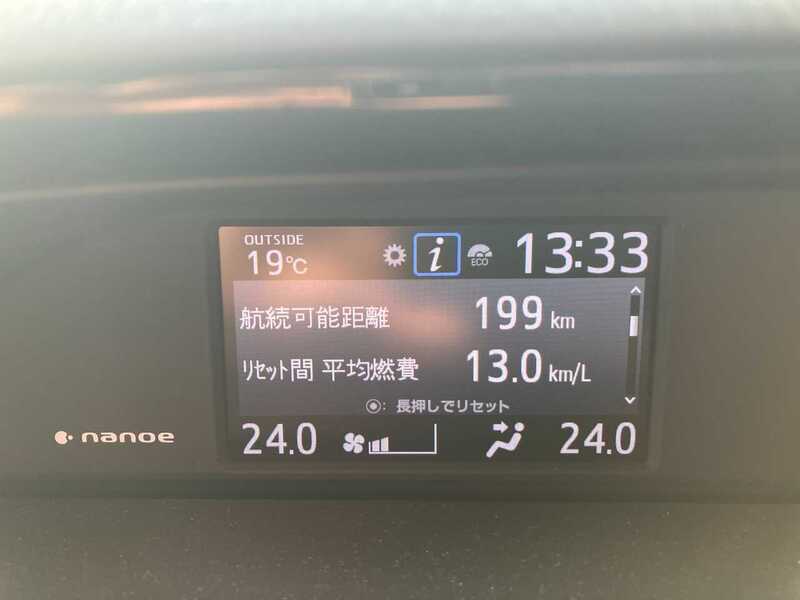 OUTSIDE
19℃
i
ECO
13:33
航続可能距離 199 km
ﾘｾｯﾄ間 平均燃費 13.0 km/L
◉: 長押しでリセット
nanoe
24.0 24.0